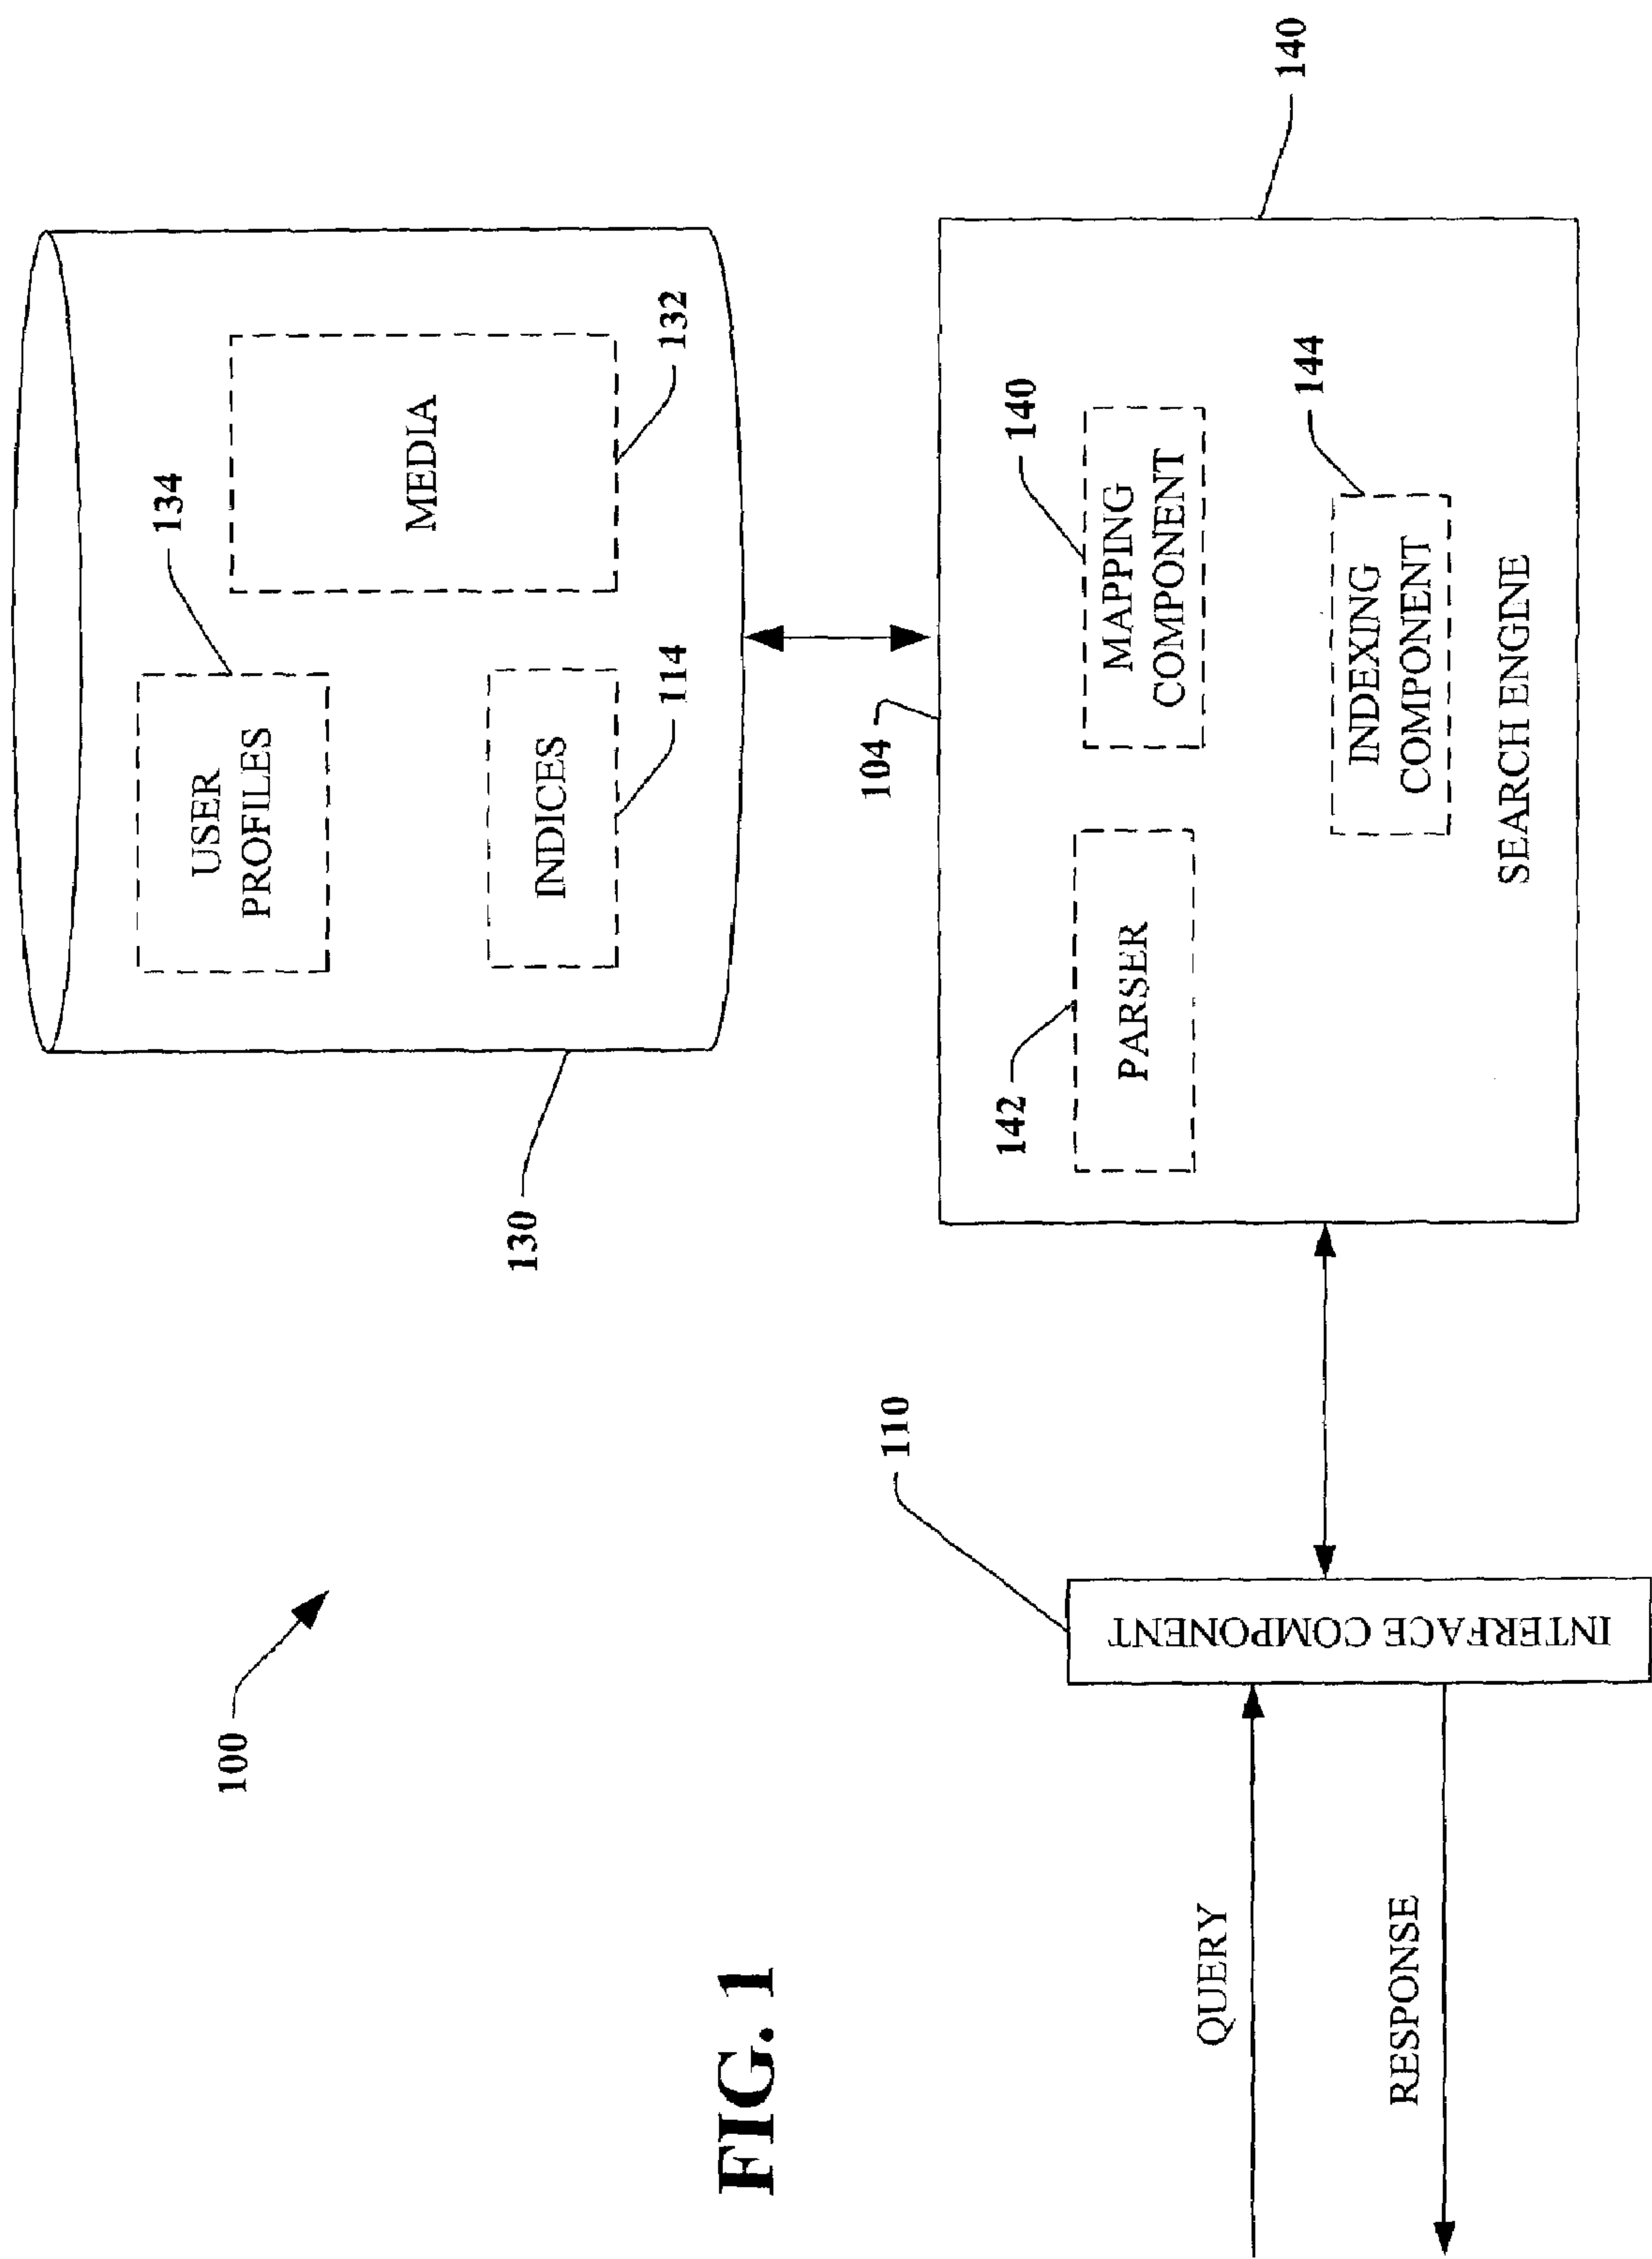 100
130
134
USER
PROFILES
MEDIA
132
INDICES
114
104
140
142
PARSER
140
MAPPING
COMPONENT
144
INDEXING
COMPONENT
SEARCH ENGINE
110
INTERFACE COMPONENT
QUERY
RESPONSE
FIG. 1